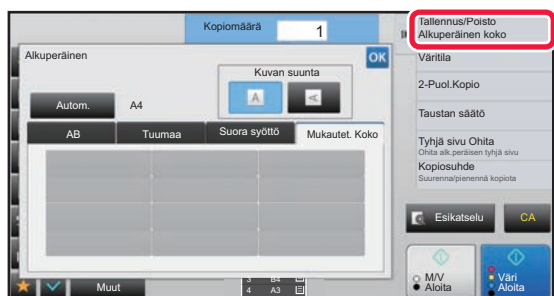 Kopiomäärä
1
Tallennus/Poisto
Alkuperäinen koko
Alkuperäinen
OK
Väritila
Kuvan suunta
2-Puol.Kopio
A
A
Autom.
A4
Taustan säätö
AB
Tuumaa
Suora syöttö
Mukautet. Koko
Tyhjä sivu Ohita
Ohita alk.peräisen tyhjä sivu
Kopiosuhde
Suurenna/pienennä kopiota
Esikatselu
CA
Muut
3 B4
4 A3
M/V
Aloita
Väri
Aloita